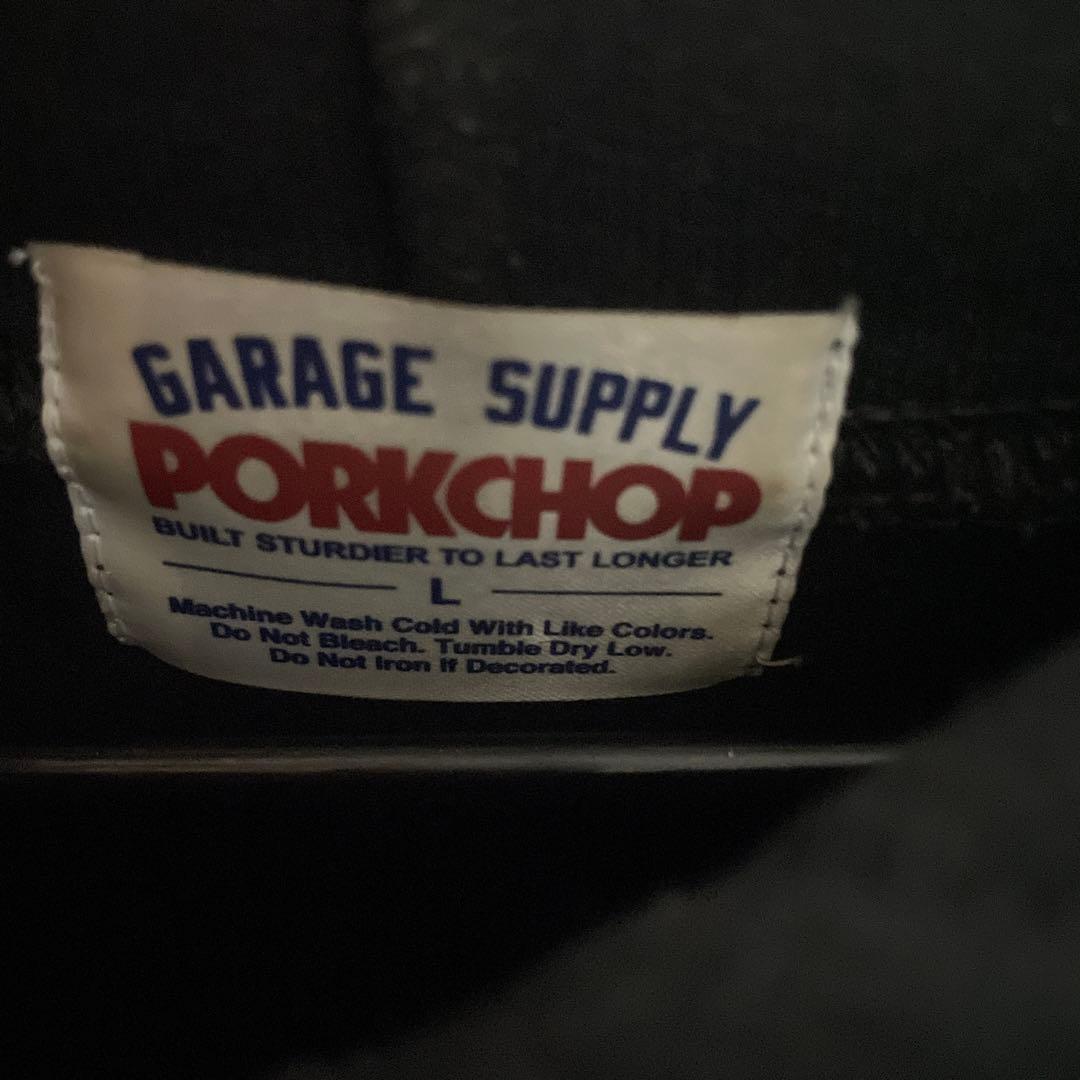 GARAGE SUPPLY
PORKCHOP
BUILT STURDIER TO LAST LONGER
L
Machine Wash Cold With Like Colors.
Do Not Bleach. Tumble Dry Low.
Do Not Iron If Decorated.